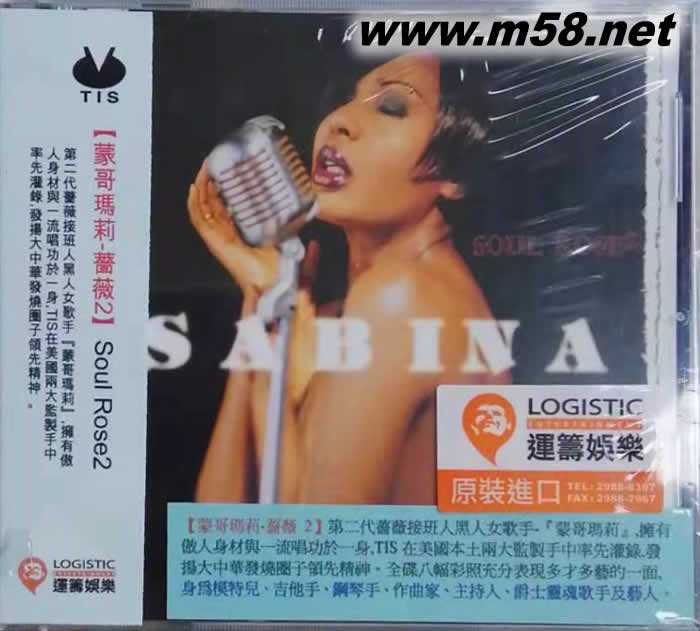 www.m58.net
TIS
【蒙哥瑪莉-薔薇2】 Soul Rose2
第二代薔薇接班人黑人女歌手『蒙哥瑪莉』,擁有傲
人身材與一流唱功於一身,TIS在美國兩大監製手中
率先灌錄,發揚大中華發燒圈子領先精神。
LOGISTIC
ENTERTAINMENT
運籌娛樂
SOUL ROSE2
SABINA
LOGISTIC
ENTERTAINMENT
運籌娛樂
原裝進口
TEL: 2988-8387
FAX: 2988-7967
【蒙哥瑪莉·薔薇 2】第二代薔薇接班人黑人女歌手-『蒙哥瑪莉』,擁有
傲人身材與一流唱功於一身,TIS 在美國本土兩大監製手中率先灌錄,發
揚大中華發燒圈子領先精神。全碟八幅彩照充分表現多才多藝的一面,
身爲模特兒、吉他手、鋼琴手、作曲家、主持人、爵士靈魂歌手及藝人。